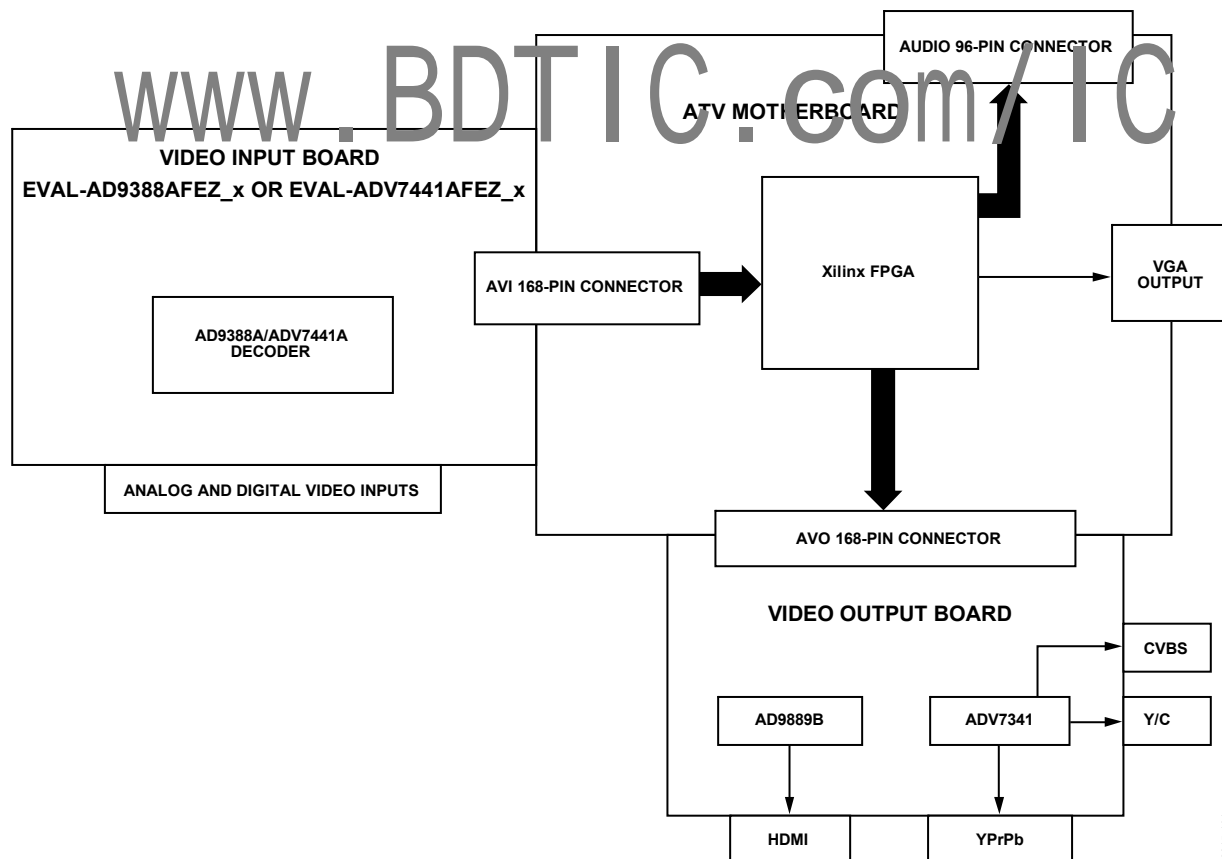 AUDIO 96-PIN CONNECTOR
www.BDTIC.com/IC
ATV MOTHERBOARD
VIDEO INPUT BOARD
EVAL-AD9388AFEZ_x OR EVAL-ADV7441AFEZ_x
AVI 168-PIN CONNECTOR
Xilinx FPGA
VGA
OUTPUT
AD9388A/ADV7441A
DECODER
ANALOG AND DIGITAL VIDEO INPUTS
AVO 168-PIN CONNECTOR
VIDEO OUTPUT BOARD
CVBS
AD9889B
ADV7341
Y/C
HDMI
YPrPb